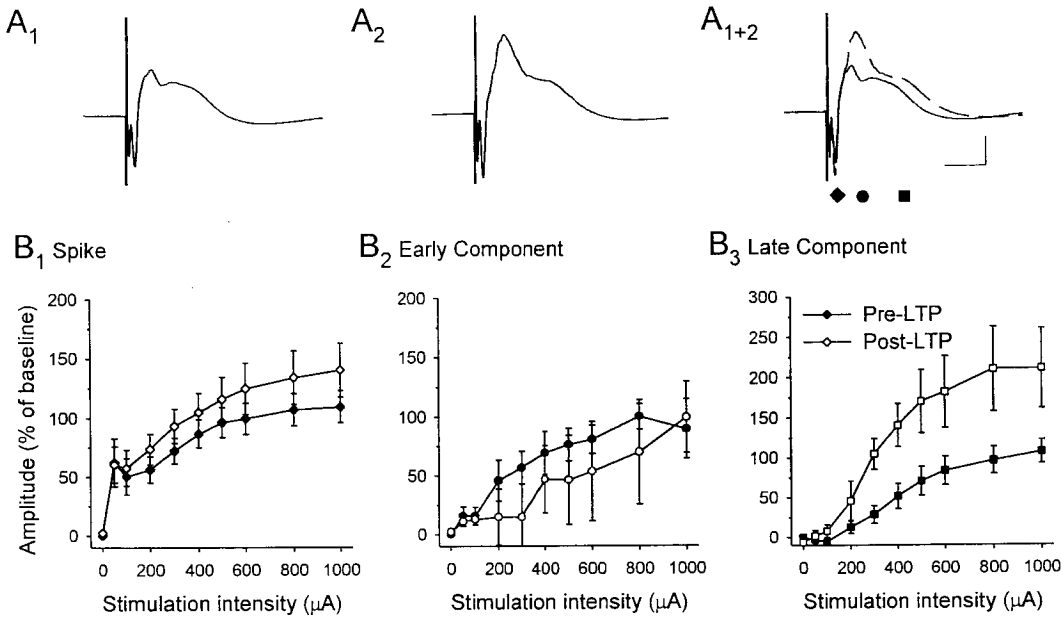 A1
A2
A1+2
B1 Spike
B2 Early Component
B3 Late Component
Amplitude (% of baseline)
200
150
100
50
0
0 200 400 600 800 1000
Stimulation intensity (μA)
200
150
100
50
0
0 200 400 600 800 1000
Stimulation intensity (μA)
300
250
200
150
100
50
0
Pre-LTP
Post-LTP
0 200 400 600 800 1000
Stimulation intensity (μA)